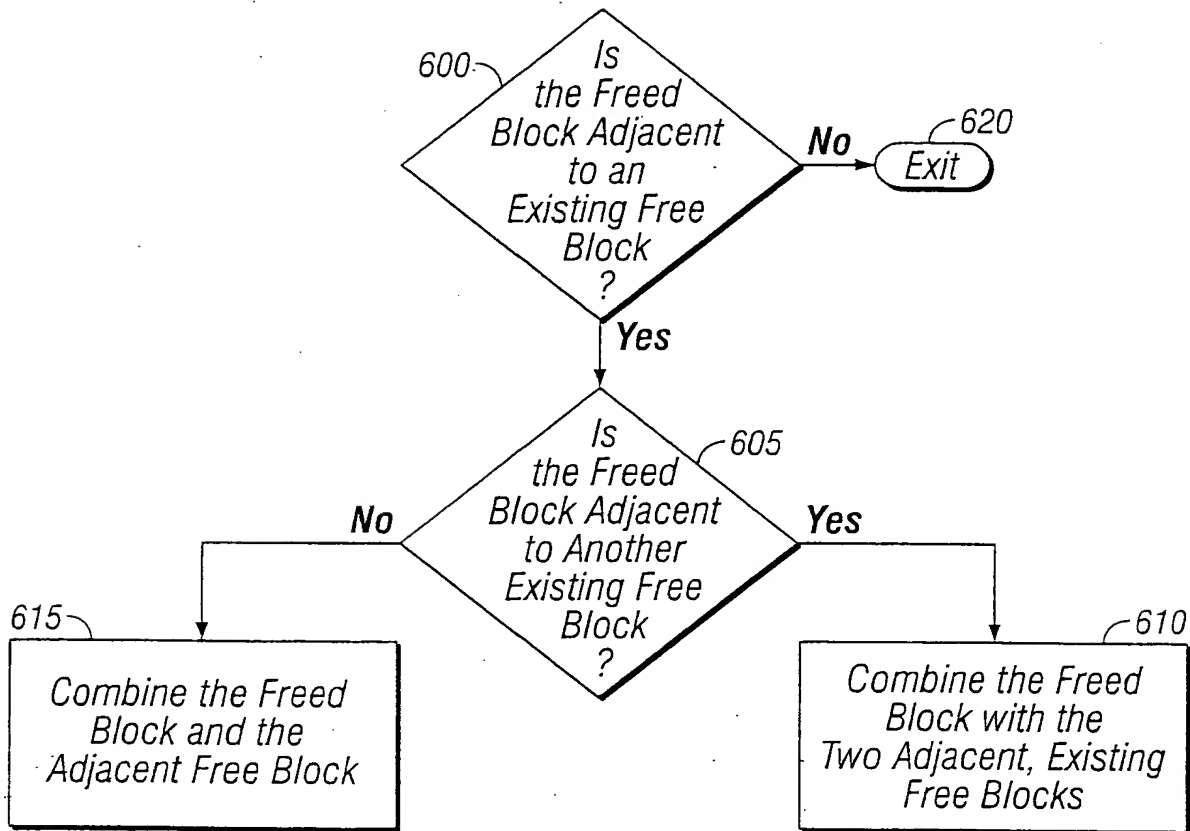 600
Is
the Freed
Block Adjacent
to an
Existing Free
Block
?
No
620
Exit
Yes
605
Is
the Freed
Block Adjacent
to Another
Existing Free
Block
?
No
Yes
615
Combine the Freed
Block and the
Adjacent Free Block
610
Combine the Freed
Block with the
Two Adjacent, Existing
Free Blocks